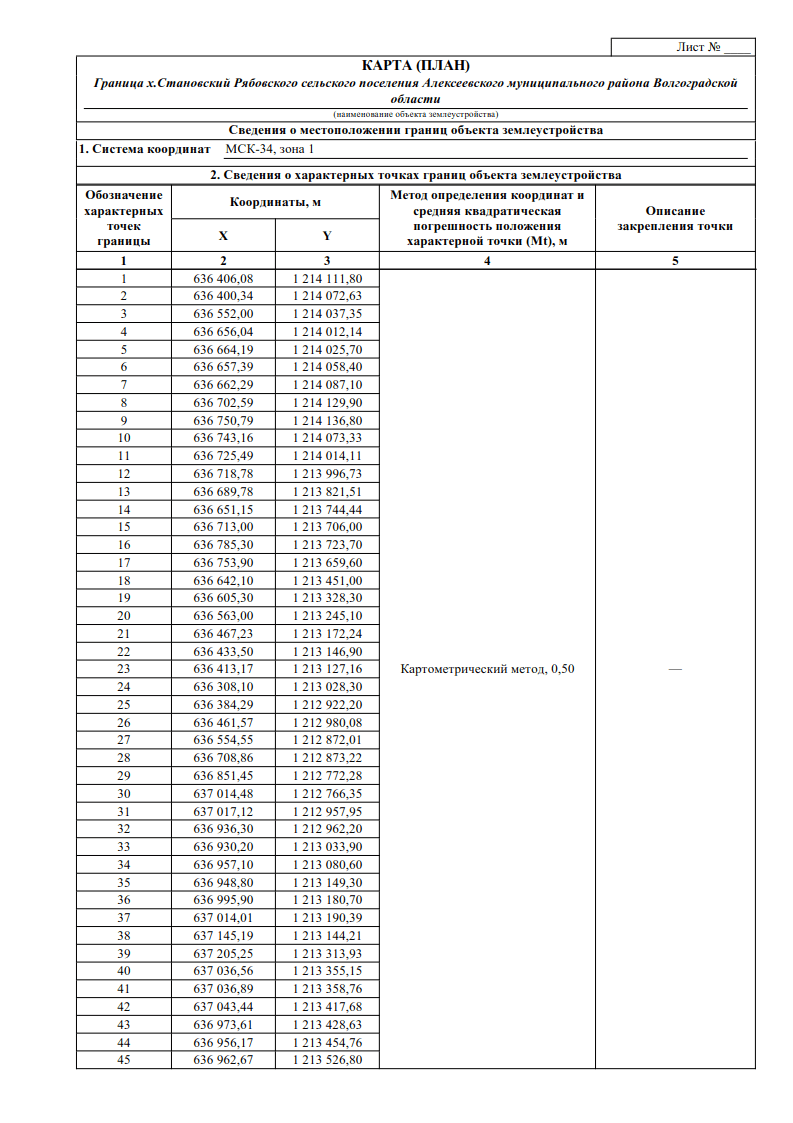 Лист № ____
КАРТА (ПЛАН)
Граница х.Становский Рябовского сельского поселения Алексеевского муниципального района Волгоградской
области
(наименование объекта землеустройства)
Сведения о местоположении границ объекта землеустройства
1. Система координат МСК-34, зона 1
2. Сведения о характерных точках границ объекта землеустройства
Обозначение характерных точек границы
Координаты, м
X Y
Метод определения координат и средняя квадратическая погрешность положения характерной точки (Mt), м
Описание закрепления точки
1 2 3 4 5
1 636 406,08 1 214 111,80
2 636 400,34 1 214 072,63
3 636 552,00 1 214 037,35
4 636 656,04 1 214 012,14
5 636 664,19 1 214 025,70
6 636 657,39 1 214 058,40
7 636 662,29 1 214 087,10
8 636 702,59 1 214 129,90
9 636 750,79 1 214 136,80
10 636 743,16 1 214 073,33
11 636 725,49 1 214 014,11
12 636 718,78 1 213 996,73
13 636 689,78 1 213 821,51
14 636 651,15 1 213 744,44
15 636 713,00 1 213 706,00
16 636 785,30 1 213 723,70
17 636 753,90 1 213 659,60
18 636 642,10 1 213 451,00
19 636 605,30 1 213 328,30
20 636 563,00 1 213 245,10
21 636 467,23 1 213 172,24
22 636 433,50 1 213 146,90
23 636 413,17 1 213 127,16 Картометрический метод, 0,50 —
24 636 308,10 1 213 028,30
25 636 384,29 1 212 922,20
26 636 461,57 1 212 980,08
27 636 554,55 1 212 872,01
28 636 708,86 1 212 873,22
29 636 851,45 1 212 772,28
30 637 014,48 1 212 766,35
31 637 017,12 1 212 957,95
32 636 936,30 1 212 962,20
33 636 930,20 1 213 033,90
34 636 957,10 1 213 080,60
35 636 948,80 1 213 149,30
36 636 995,90 1 213 180,70
37 637 014,01 1 213 190,39
38 637 145,19 1 213 144,21
39 637 205,25 1 213 313,93
40 637 036,56 1 213 355,15
41 637 036,89 1 213 358,76
42 637 043,44 1 213 417,68
43 636 973,61 1 213 428,63
44 636 956,17 1 213 454,76
45 636 962,67 1 213 526,80